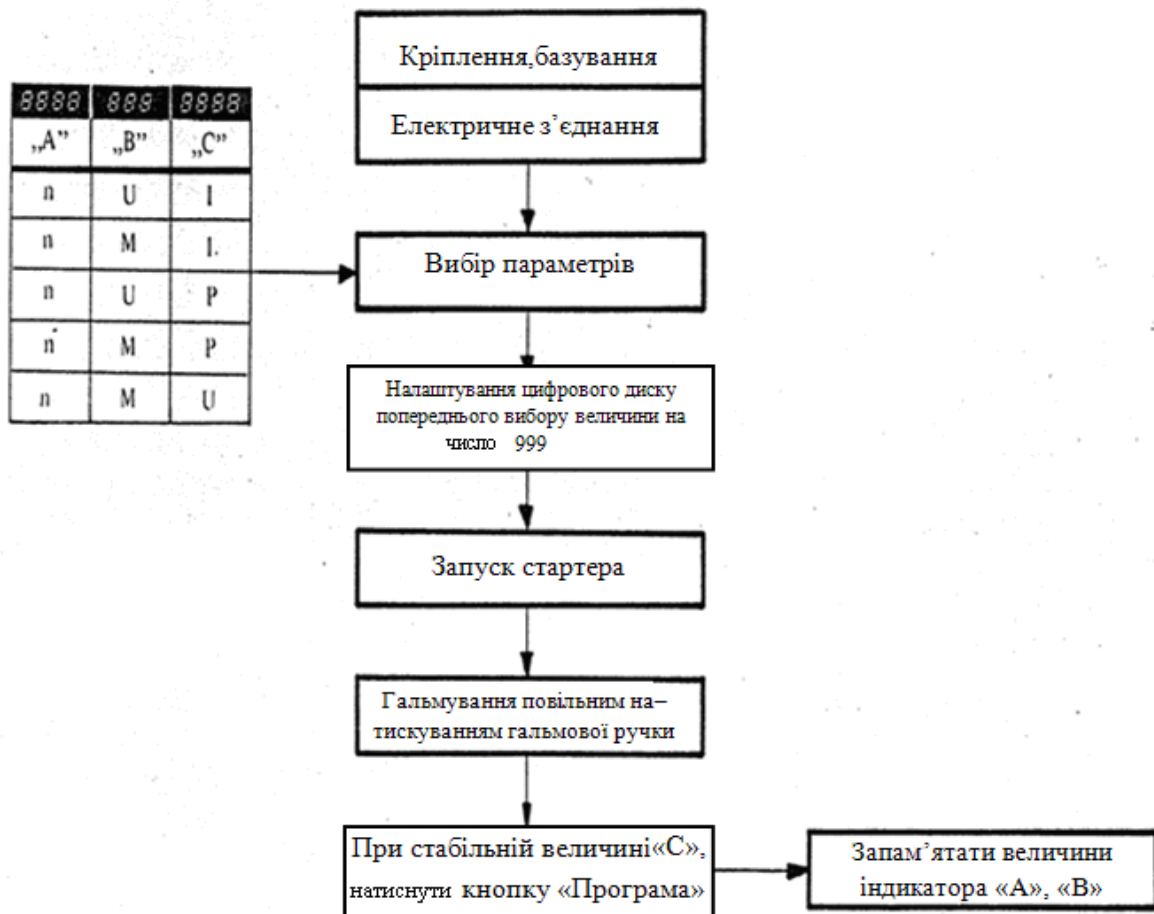 Кріплення,базування
Електричне з’єднання
8888 888 8888
„A” „B” „C”
n U I
n M I.
n U P
n M P
n M U
Вибір параметрів
Налаштування цифрового диску
попереднього вибору величини на
число 999
Запуск стартера
Гальмування повільним на–
тискуванням гальмової ручки
При стабільній величині«С»,
натиснути кнопку «Програма»
Запам’ятати величини
індикатора «А», «В»